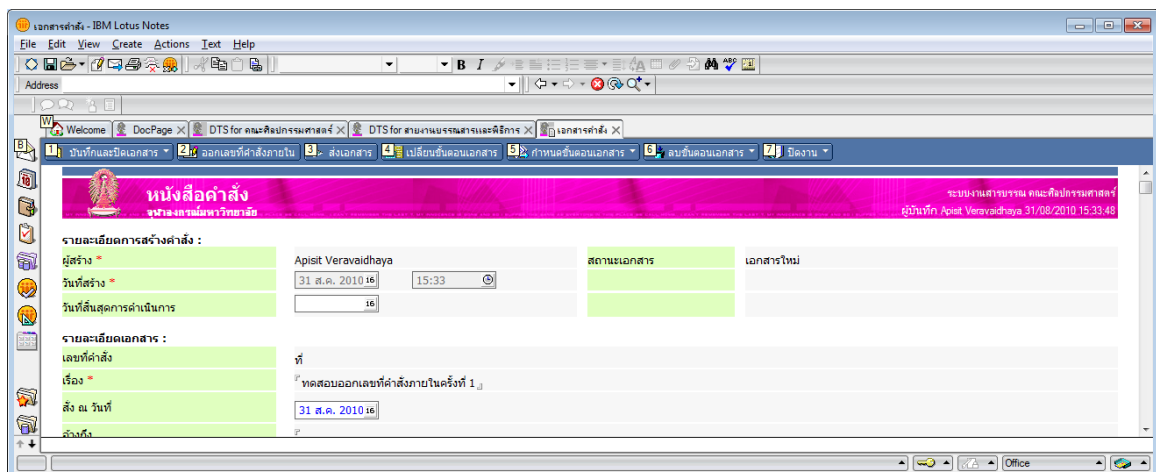 เอกสารคำสั่ง - IBM Lotus Notes
File Edit View Create Actions Text Help
B I
Address
W Welcome DocPage DTS for คณะศิลปกรรมศาสตร์ DTS for สายงานบรรณสารและพิธีการ เอกสารคำสั่ง
1 บันทึกและปิดเอกสาร 2 ออกเลขที่คำสั่งภายใน 3 ส่งเอกสาร 4 เปลี่ยนขั้นตอนเอกสาร 5 กำหนดขั้นตอนเอกสาร 6 ลบขั้นตอนเอกสาร 7 ปิดงาน
หนังสือคำสั่ง
จุฬาลงกรณ์มหาวิทยาลัย
ระบบงานสารบรรณ คณะศิลปกรรมศาสตร์
ผู้บันทึก Apisit Veravaidhaya 31/08/2010 15:33:48
รายละเอียดการสร้างคำสั่ง :
ผู้สร้าง * Apisit Veravaidhaya สถานะเอกสาร เอกสารใหม่
วันที่สร้าง * 31 ส.ค. 2010 16 15:33
วันที่สิ้นสุดการดำเนินการ 16
รายละเอียดเอกสาร :
เลขที่คำสั่ง ที่
เรื่อง * ทดสอบออกเลขที่คำสั่งภายในครั้งที่ 1
สั่ง ณ วันที่ 31 ส.ค. 2010 16
อ้างถึง
Office